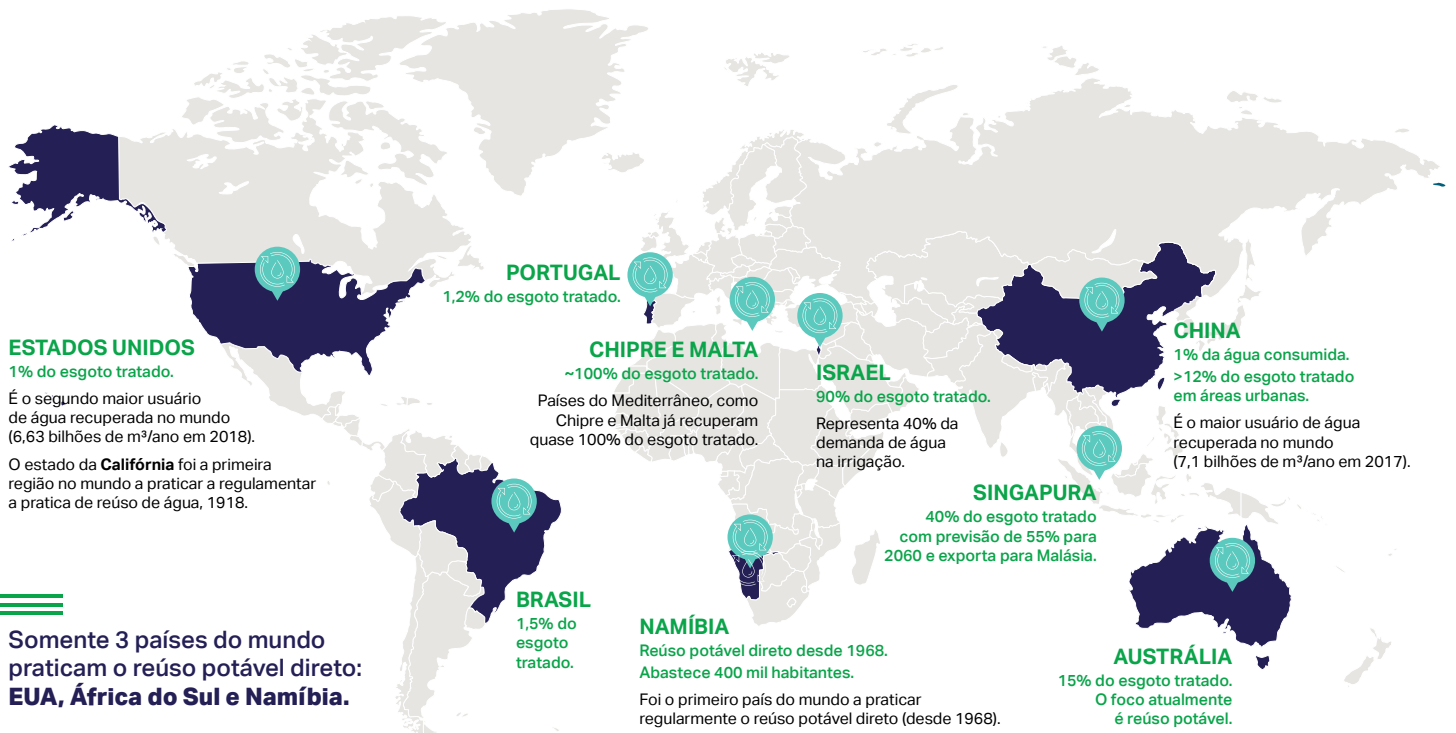 ESTADOS UNIDOS
1% do esgoto tratado.
É o segundo maior usuário
de água recuperada no mundo
(6,63 bilhões de m³/ano em 2018).
O estado da Califórnia foi a primeira
região no mundo a praticar a regulamentar
a pratica de reúso de água, 1918.
PORTUGAL
1,2% do esgoto tratado.
CHIPRE E MALTA
~100% do esgoto tratado.
Países do Mediterrâneo, como
Chipre e Malta já recuperam
quase 100% do esgoto tratado.
ISRAEL
90% do esgoto tratado.
Representa 40% da
demanda de água
na irrigação.
CHINA
1% da água consumida.
>12% do esgoto tratado
em áreas urbanas.
É o maior usuário de água
recuperada no mundo
(7,1 bilhões de m³/ano em 2017).
SINGAPURA
40% do esgoto tratado
com previsão de 55% para
2060 e exporta para Malásia.
BRASIL
1,5% do
esgoto
tratado.
NAMÍBIA
Reúso potável direto desde 1968.
Abastece 400 mil habitantes.
Foi o primeiro país do mundo a praticar
regularmente o reúso potável direto (desde 1968).
AUSTRÁLIA
15% do esgoto tratado.
O foco atualmente
é reúso potável.
Somente 3 países do mundo
praticam o reúso potável direto:
EUA, África do Sul e Namíbia.